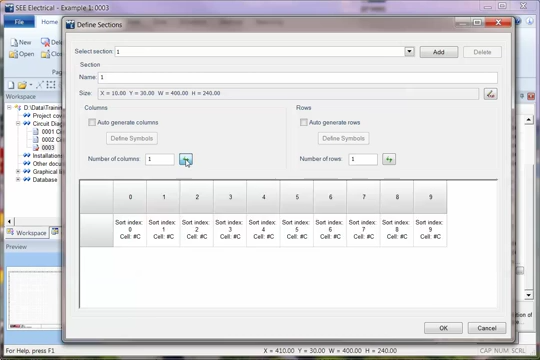 SEE Electrical - Example 1: 0003
File
Home
Define Sections
Select section
1
Add
Delete
Section
Name:
1
Size:
X = 10.00 Y = 30.00 W = 400.00 H = 240.00
Columns
Rows
Auto generate columns
Auto generate rows
Define Symbols
Define Symbols
Number of columns:
1
Number of rows:
1
0 1 2 3 4 5 6 7 8 9
Sort index: Sort index: Sort index: Sort index: Sort index: Sort index: Sort index: Sort index: Sort index: Sort index:
0 1 2 3 4 5 6 7 8 9
Cell: #C Cell: #C Cell: #C Cell: #C Cell: #C Cell: #C Cell: #C Cell: #C Cell: #C Cell: #C
OK
Cancel
New
Open
Workspace
D:\Data\Training
Project cov
Circuit Diag
0001 Cir
0002 Cir
0003
Installation
Other docu
Graphical li
Database
Workspace
Preview
For Help, press F1
X = 410.00 Y = 30.00 W = 400.00 H = 240.00
CAP NUM SCRL